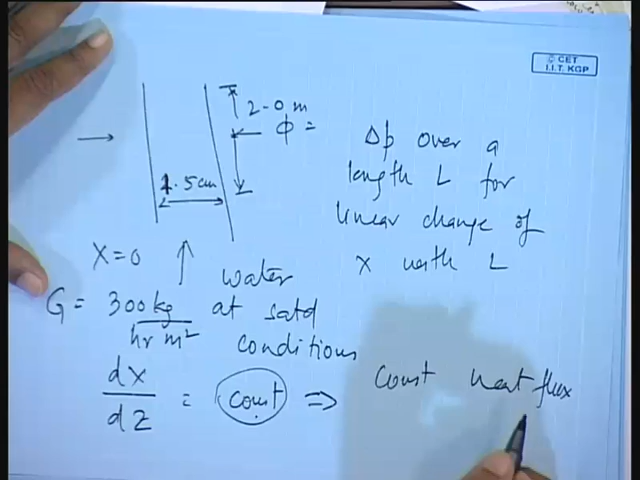 © CET
I.I.T. KGP
2.0 m
φ =
1.5 cm
Δp over a
length L for
linear change of
x with L
X=0
water
G = 300 kg / hr m² at satd
conditions
dx / dz = const ⇒ const heat flux